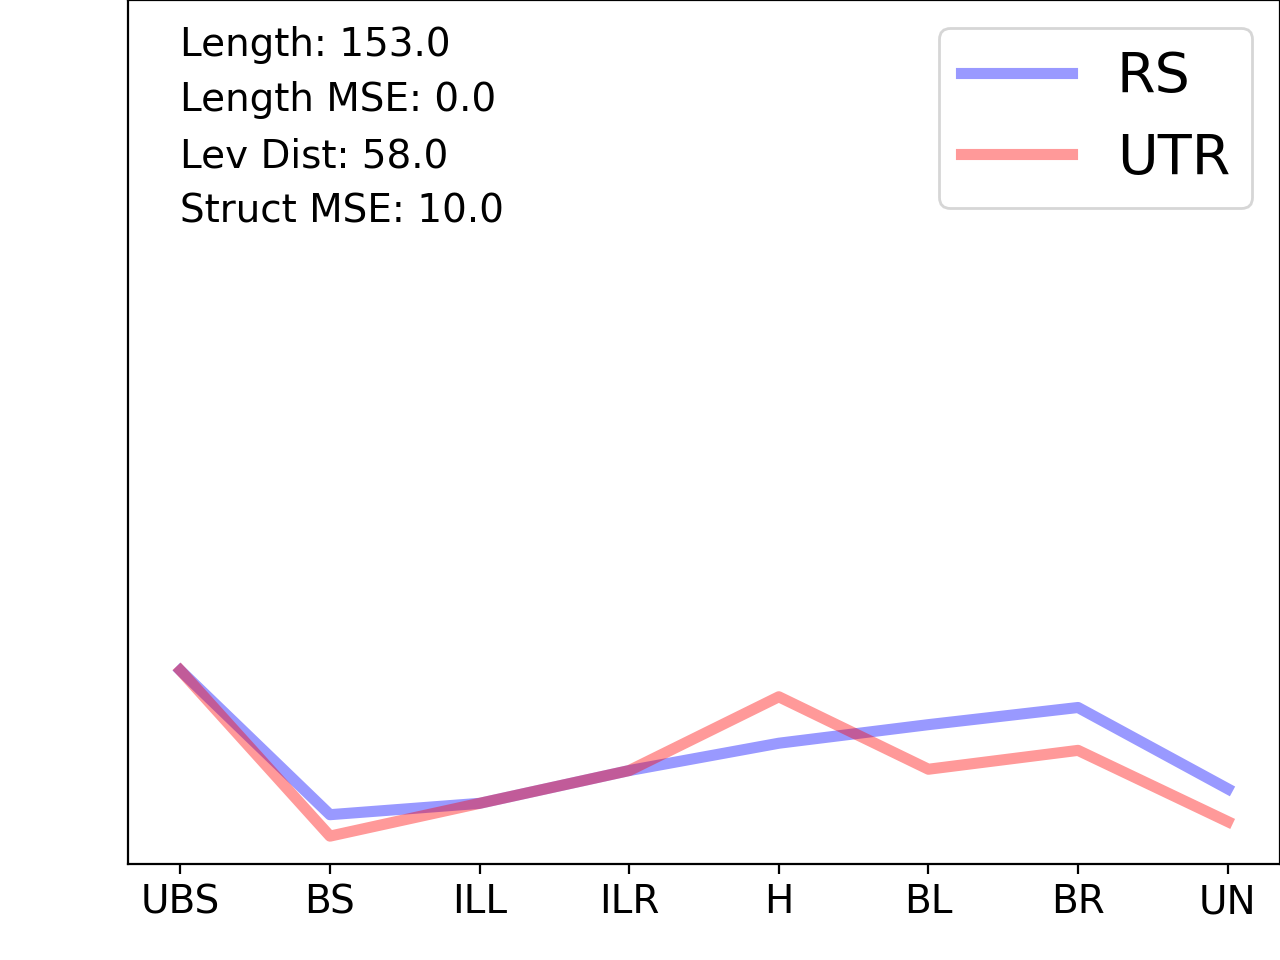 Length: 153.0
Length MSE: 0.0
Lev Dist: 58.0
Struct MSE: 10.0
RS
UTR
UBS BS ILL ILR H BL BR UN